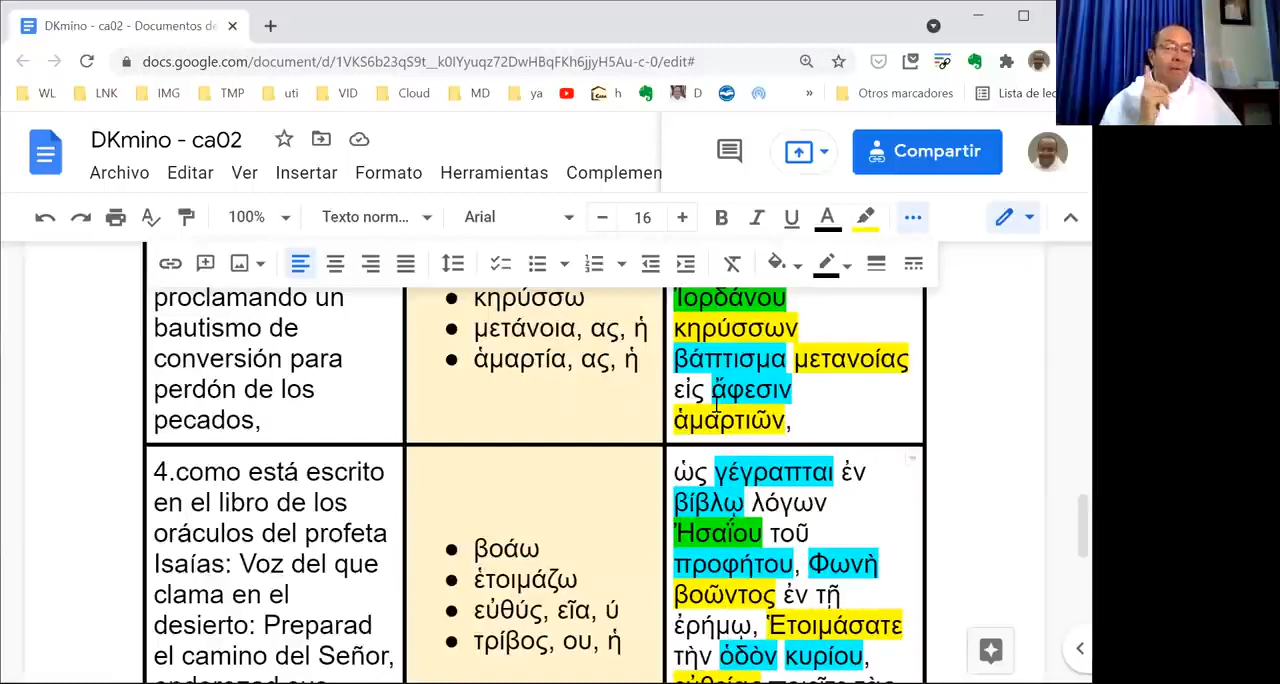 DKmino - ca02 - Documentos de
docs.google.com/document/d/1VKS6b23qS9t__k0IYyuqz72DwHBqFKh6jjyH5Au-c-0/edit#
WL LNK IMG TMP uti VID Cloud MD ya h D » Otros marcadores Lista de lec
DKmino - ca02
Compartir
Archivo Editar Ver Insertar Formato Herramientas Complemen
100% Texto norm... Arial 16 B I U A
proclamando un
bautismo de
conversión para
perdón de los
pecados,
κηρύσσω
μετάνοια, ας, ἡ
ἁμαρτία, ας, ἡ
Ἰορδάνου
κηρύσσων
βάπτισμα μετανοίας
εἰς ἄφεσιν
ἁμαρτιῶν,
4.como está escrito
en el libro de los
oráculos del profeta
Isaías: Voz del que
clama en el
desierto: Preparad
el camino del Señor,
βοάω
ἑτοιμάζω
εὐθύς, εῖα, ύ
τρίβος, ου, ἡ
ὡς γέγραπται ἐν
βίβλῳ λόγων
Ἠσαΐου τοῦ
προφήτου, Φωνὴ
βοῶντος ἐν τῇ
ἐρήμῳ, Ἑτοιμάσατε
τὴν ὁδὸν κυρίου,